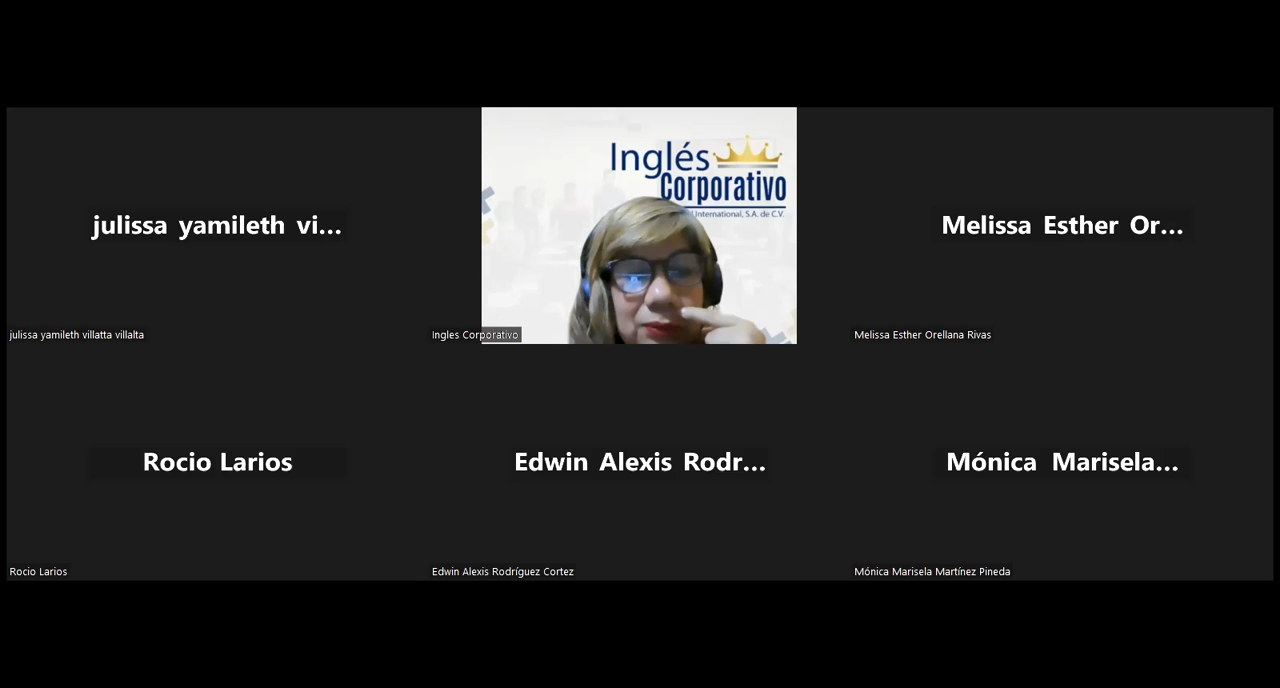 julissa yamileth vi...
julissa yamileth villatta villalta
Inglés
Corporativo
International, S.A. de C.V.
Ingles Corporativo
Melissa Esther Or...
Melissa Esther Orellana Rivas
Rocio Larios
Rocio Larios
Edwin Alexis Rodr...
Edwin Alexis Rodríguez Cortez
Mónica Marisela...
Mónica Marisela Martínez Pineda